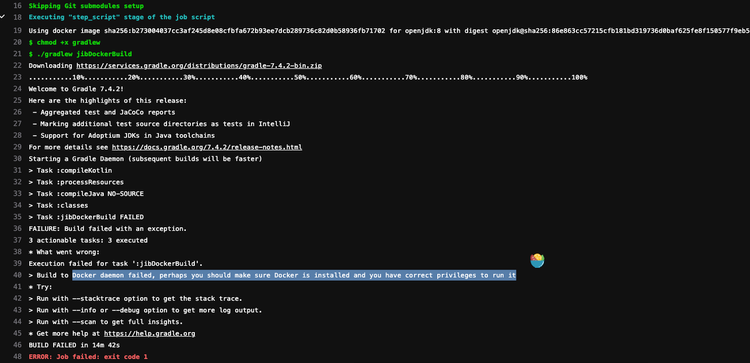 16 Skipping Git submodules setup
18 Executing "step_script" stage of the job script
19 Using docker image sha256:b273004037cc3af245d8e08cfbfa672b93ee7dcb289736c82d0b58936fb71702 for openjdk:8 with digest openjdk@sha256:86e863cc57215cfb181bd319736d0baf625fe8f150577f9eb5
20 $ chmod +x gradlew
21 $ ./gradlew jibDockerBuild
22 Downloading https://services.gradle.org/distributions/gradle-7.4.2-bin.zip
23 ...........10%...........20%...........30%...........40%...........50%...........60%...........70%...........80%...........90%...........100%
24 Welcome to Gradle 7.4.2!
25 Here are the highlights of this release:
26 - Aggregated test and JaCoCo reports
27 - Marking additional test source directories as tests in IntelliJ
28 - Support for Adoptium JDKs in Java toolchains
29 For more details see https://docs.gradle.org/7.4.2/release-notes.html
30 Starting a Gradle Daemon (subsequent builds will be faster)
31 > Task :compileKotlin
32 > Task :processResources
33 > Task :compileJava NO-SOURCE
34 > Task :classes
35 > Task :jibDockerBuild FAILED
36 FAILURE: Build failed with an exception.
37 3 actionable tasks: 3 executed
38 * What went wrong:
39 Execution failed for task ':jibDockerBuild'.
40 > Build to Docker daemon failed, perhaps you should make sure Docker is installed and you have correct privileges to run it
41 * Try:
42 > Run with --stacktrace option to get the stack trace.
43 > Run with --info or --debug option to get more log output.
44 > Run with --scan to get full insights.
45 * Get more help at https://help.gradle.org
46 BUILD FAILED in 14m 42s
48 ERROR: Job failed: exit code 1